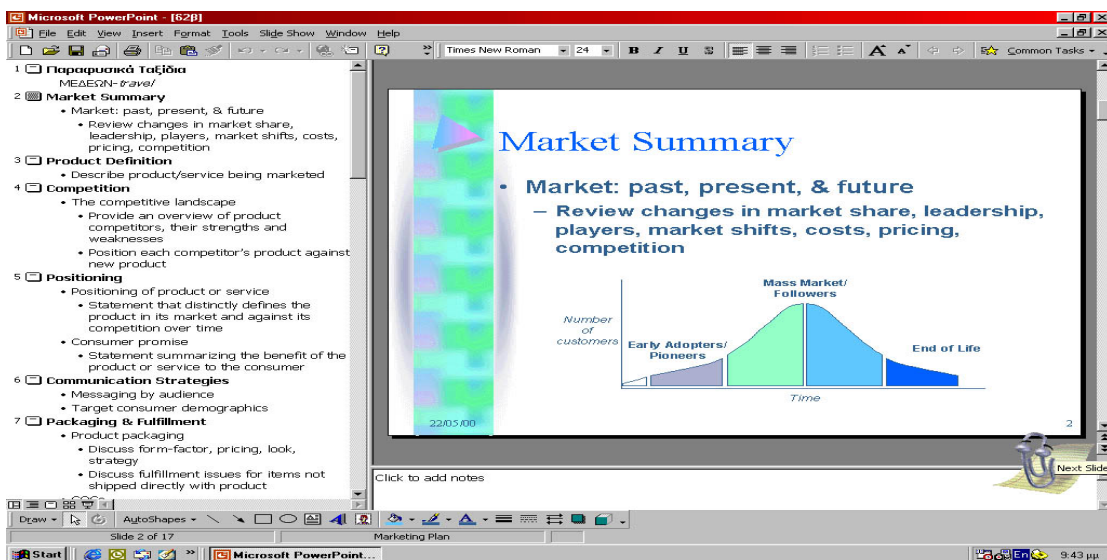 Microsoft PowerPoint - [62β]
File Edit View Insert Format Tools Slide Show Window Help
Times New Roman 24 B I U S A A Common Tasks
1 Παραφυσικά Ταξίδια
ΜΕΔΕΩΝ-travel
2 Market Summary
• Market: past, present, & future
• Review changes in market share,
leadership, players, market shifts, costs,
pricing, competition
3 Product Definition
• Describe product/service being marketed
4 Competition
• The competitive landscape
• Provide an overview of product
competitors, their strengths and
weaknesses
• Position each competitor's product against
new product
5 Positioning
• Positioning of product or service
• Statement that distinctly defines the
product in its market and against its
competition over time
• Consumer promise
• Statement summarizing the benefit of the
product or service to the consumer
6 Communication Strategies
• Messaging by audience
• Target consumer demographics
7 Packaging & Fulfillment
• Product packaging
• Discuss form-factor, pricing, look,
strategy
• Discuss fulfillment issues for items not
shipped directly with product
Market Summary
• Market: past, present, & future
– Review changes in market share, leadership,
players, market shifts, costs, pricing,
competition
Mass Market/
Followers
Number
of
customers
Early Adopters/
Pioneers
End of Life
Time
22/05/00
2
Next Slide
Click to add notes
Draw AutoShapes
Slide 2 of 17
Marketing Plan
Start
Microsoft PowerPoint...
En
9:43 μμ